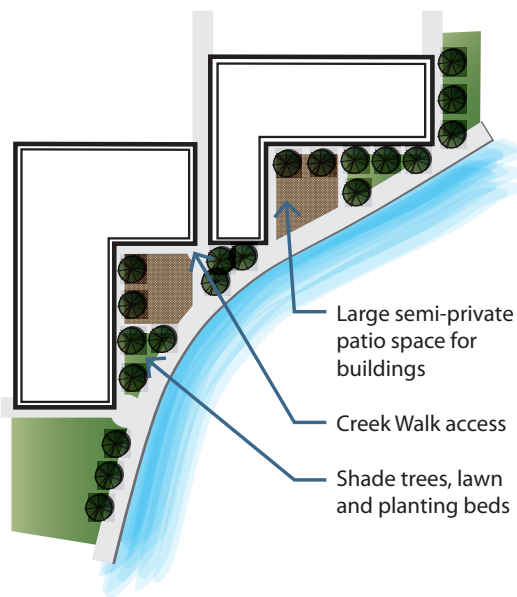 Large semi-private
patio space for
buildings
Creek Walk access
Shade trees, lawn
and planting beds